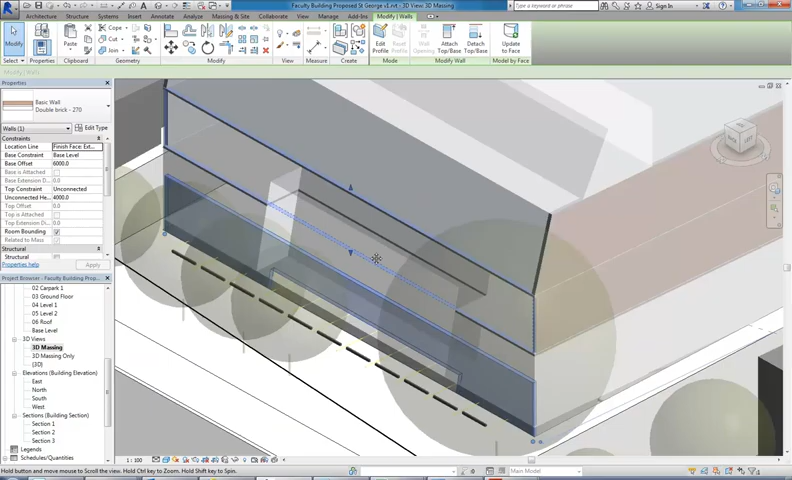 Faculty Building Proposed St George v8.rvt - 3D View: 3D Massing
Type a keyword or phrase
Sign In
Architecture Structure Systems Insert Annotate Analyze Massing & Site Collaborate View Manage Add-Ins Modify | Walls
Modify
Paste
Cope
Cut
Join
Edit Profile
Reset Profile
Wall Opening
Attach Top/Base
Detach Top/Base
Update to Face
Select Properties Clipboard Geometry Modify View Measure Create Mode Modify Wall Model by Face
Modify | Walls
Properties
Basic Wall
Double brick - 270
Walls (1)
Edit Type
Constraints
Location Line Finish Face: Ext...
Base Constraint Base Level
Base Offset 6000.0
Base is Attached
Base Extension D... 0.0
Top Constraint Unconnected
Unconnected He... 4000.0
Top Offset 0.0
Top is Attached
Top Extension Di... 0.0
Room Bounding
Related to Mass
Structural
Structural
Properties help
Apply
Project Browser - Faculty Building Propo...
02 Carpark 1
03 Ground Floor
04 Level 1
05 Level 2
06 Roof
Base Level
3D Views
3D Massing
3D Massing Only
{3D}
Elevations (Building Elevation)
East
North
South
West
Sections (Building Section)
Section 1
Section 2
Section 3
Legends
Schedules/Quantities
1 : 100
Hold button and move mouse to Scroll the view. Hold Ctrl key to Zoom. Hold Shift key to Spin.
Main Model